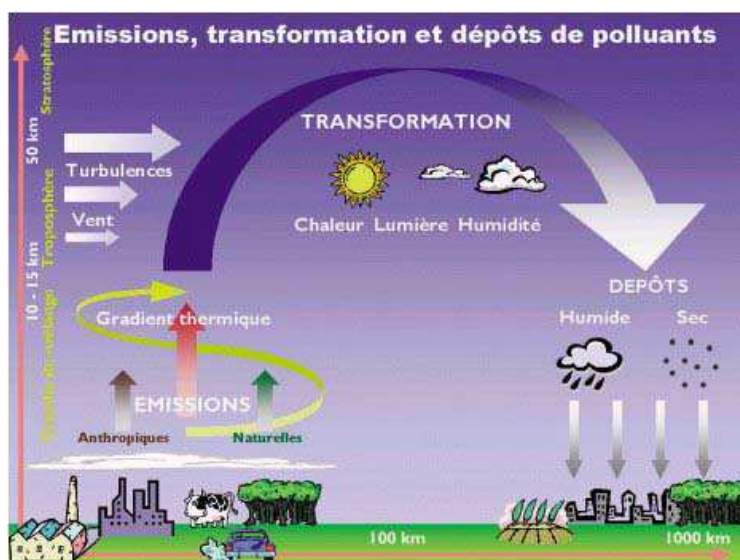 Emissions, transformation et dépôts de polluants
Stratosphère
50 km
Troposphère
10 - 15 km
TRANSFORMATION
Turbulences
Vent
Chaleur Lumière Humidité
Gradient thermique
EMISSIONS
Anthropiques
Naturelles
DEPÔTS
Humide
Sec
100 km
1000 km